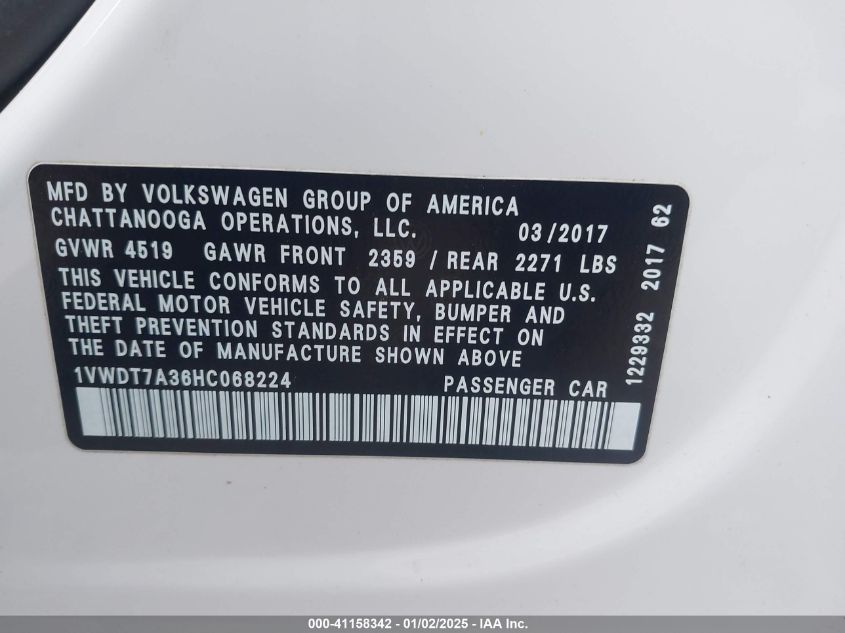 MFD BY VOLKSWAGEN GROUP OF AMERICA
CHATTANOOGA OPERATIONS, LLC. 03/2017
GVWR 4519 GAWR FRONT 2359 / REAR 2271 LBS
THIS VEHICLE CONFORMS TO ALL APPLICABLE U.S.
FEDERAL MOTOR VEHICLE SAFETY, BUMPER AND
THEFT PREVENTION STANDARDS IN EFFECT ON
THE DATE OF MANUFACTURE SHOWN ABOVE
1VWDT7A36HC068224 PASSENGER CAR
1229332 2017 62
000-41158342 | 01/02/2025 - IAA Inc.